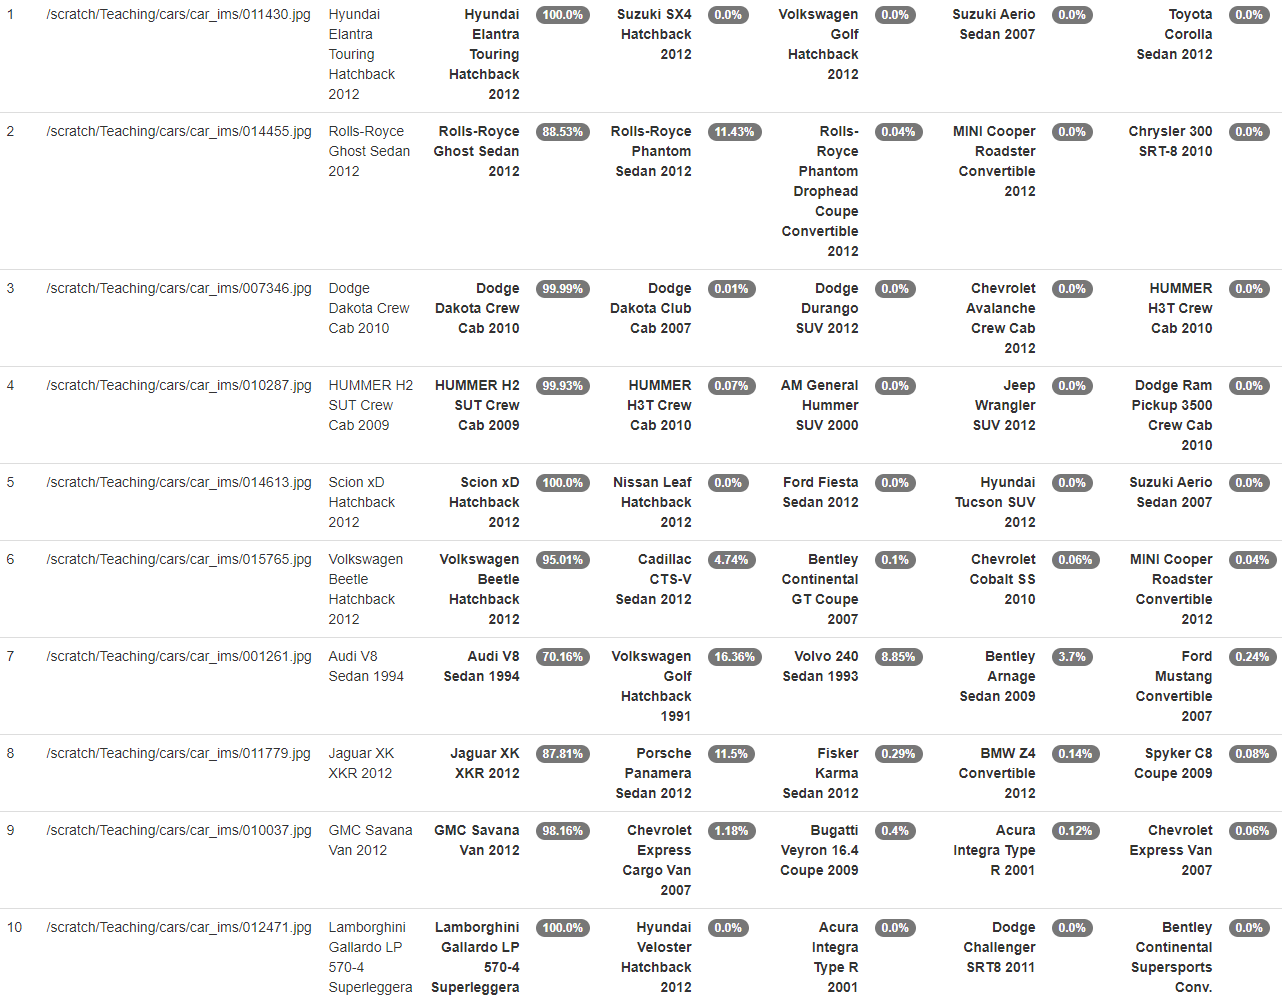 1 /scratch/Teaching/cars/car_ims/011430.jpg Hyundai Hyundai 100.0% Suzuki SX4 0.0% Volkswagen 0.0% Suzuki Aerio 0.0% Toyota 0.0%
Elantra Elantra Hatchback Golf Sedan 2007 Corolla
Touring Touring 2012 Hatchback Sedan 2012
Hatchback Hatchback 2012
2012 2012
2 /scratch/Teaching/cars/car_ims/014455.jpg Rolls-Royce Rolls-Royce 88.53% Rolls-Royce 11.43% Rolls- 0.04% MINI Cooper 0.0% Chrysler 300 0.0%
Ghost Sedan Ghost Sedan Phantom Royce Roadster SRT-8 2010
2012 2012 Sedan 2012 Phantom Convertible
Drophead 2012
Coupe
Convertible
2012
3 /scratch/Teaching/cars/car_ims/007346.jpg Dodge Dodge 99.99% Dodge 0.01% Dodge 0.0% Chevrolet 0.0% HUMMER 0.0%
Dakota Crew Dakota Crew Dakota Club Durango Avalanche H3T Crew
Cab 2010 Cab 2010 Cab 2007 SUV 2012 Crew Cab Cab 2010
2012
4 /scratch/Teaching/cars/car_ims/010287.jpg HUMMER H2 HUMMER H2 99.93% HUMMER 0.07% AM General 0.0% Jeep 0.0% Dodge Ram 0.0%
SUT Crew SUT Crew H3T Crew Hummer Wrangler Pickup 3500
Cab 2009 Cab 2009 Cab 2010 SUV 2000 SUV 2012 Crew Cab
2010
5 /scratch/Teaching/cars/car_ims/014613.jpg Scion xD Scion xD 100.0% Nissan Leaf 0.0% Ford Fiesta 0.0% Hyundai 0.0% Suzuki Aerio 0.0%
Hatchback Hatchback Hatchback Sedan 2012 Tucson SUV Sedan 2007
2012 2012 2012 2012
6 /scratch/Teaching/cars/car_ims/015765.jpg Volkswagen Volkswagen 95.01% Cadillac 4.74% Bentley 0.1% Chevrolet 0.06% MINI Cooper 0.04%
Beetle Beetle CTS-V Continental Cobalt SS Roadster
Hatchback Hatchback Sedan 2012 GT Coupe 2010 Convertible
2012 2012 2007 2012
7 /scratch/Teaching/cars/car_ims/001261.jpg Audi V8 Audi V8 70.16% Volkswagen 16.36% Volvo 240 8.85% Bentley 3.7% Ford 0.24%
Sedan 1994 Sedan 1994 Golf Sedan 1993 Arnage Mustang
Hatchback Sedan 2009 Convertible
1991 2007
8 /scratch/Teaching/cars/car_ims/011779.jpg Jaguar XK Jaguar XK 87.81% Porsche 11.5% Fisker 0.29% BMW Z4 0.14% Spyker C8 0.08%
XKR 2012 XKR 2012 Panamera Karma Convertible Coupe 2009
Sedan 2012 Sedan 2012 2012
9 /scratch/Teaching/cars/car_ims/010037.jpg GMC Savana GMC Savana 98.16% Chevrolet 1.18% Bugatti 0.4% Acura 0.12% Chevrolet 0.06%
Van 2012 Van 2012 Express Veyron 16.4 Integra Type Express Van
Cargo Van Coupe 2009 R 2001 2007
2007
10 /scratch/Teaching/cars/car_ims/012471.jpg Lamborghini Lamborghini 100.0% Hyundai 0.0% Acura 0.0% Dodge 0.0% Bentley 0.0%
Gallardo LP Gallardo LP Veloster Integra Challenger Continental
570-4 570-4 Hatchback Type R SRT8 2011 Supersports
Superleggera Superleggera 2012 2001 Conv.